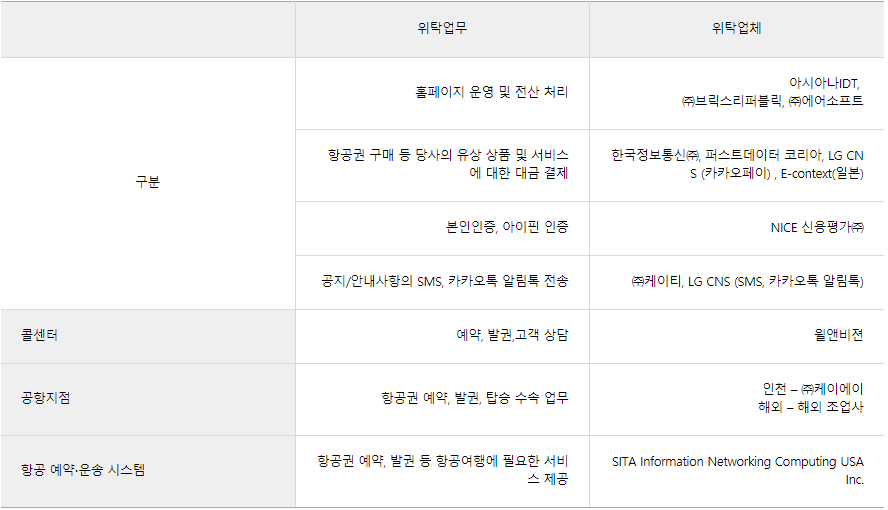 위탁업무
위탁업체
구분
홈페이지 운영 및 전산 처리
아시아나IDT,
㈜브릭스리퍼블릭, ㈜에어소프트
항공권 구매 등 당사의 유상 상품 및 서비스
에 대한 대금 결제
한국정보통신㈜, 퍼스트데이터 코리아, LG CN
S (카카오페이) , E-context(일본)
본인인증, 아이핀 인증
NICE 신용평가㈜
공지/안내사항의 SMS, 카카오톡 알림톡 전송
㈜케이티, LG CNS (SMS, 카카오톡 알림톡)
콜센터
예약, 발권,고객 상담
윌앤비젼
공항지점
항공권 예약, 발권, 탑승 수속 업무
인천 – ㈜케이에이
해외 – 해외 조업사
항공 예약·운송 시스템
항공권 예약, 발권 등 항공여행에 필요한 서비
스 제공
SITA Information Networking Computing USA
Inc.